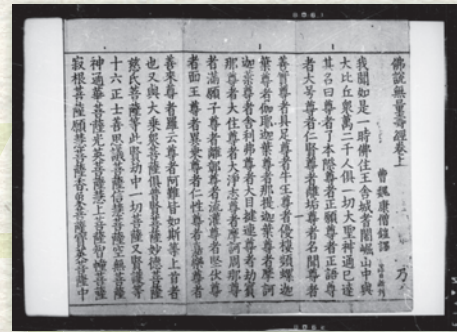 佛説無量壽經卷上
曹魏康僧鎧譯
乃
我聞如是一時佛住王舍城耆闍崛山中與
大比丘衆萬二千人俱一切大聖神通已達
其名曰尊者了本際尊者正願尊者正語尊
者大号尊者仁賢尊者離垢尊者名聞尊者
善實尊者具足尊者牛王尊者優樓頻螺迦
葉尊者伽耶迦葉尊者那提迦葉尊者摩訶
迦葉尊者舍利弗尊者大目揵連尊者劫賓
那尊者大住尊者大淨志尊者摩訶周那尊
者滿願子尊者離鄣尊者流灌尊者堅伏尊
者面王尊者異乘尊者仁性尊者嘉樂尊者
善來尊者羅云尊者阿難皆如斯等上首者
也又與大乘衆菩薩俱普賢菩薩妙德菩薩
慈氏菩薩等此賢劫中一切菩薩又賢護等
十六正士善思議菩薩信慧菩薩空無菩薩
神通華菩薩光英菩薩慧上菩薩智幢菩薩
寂根菩薩願慧菩薩香象菩薩寶英菩薩中